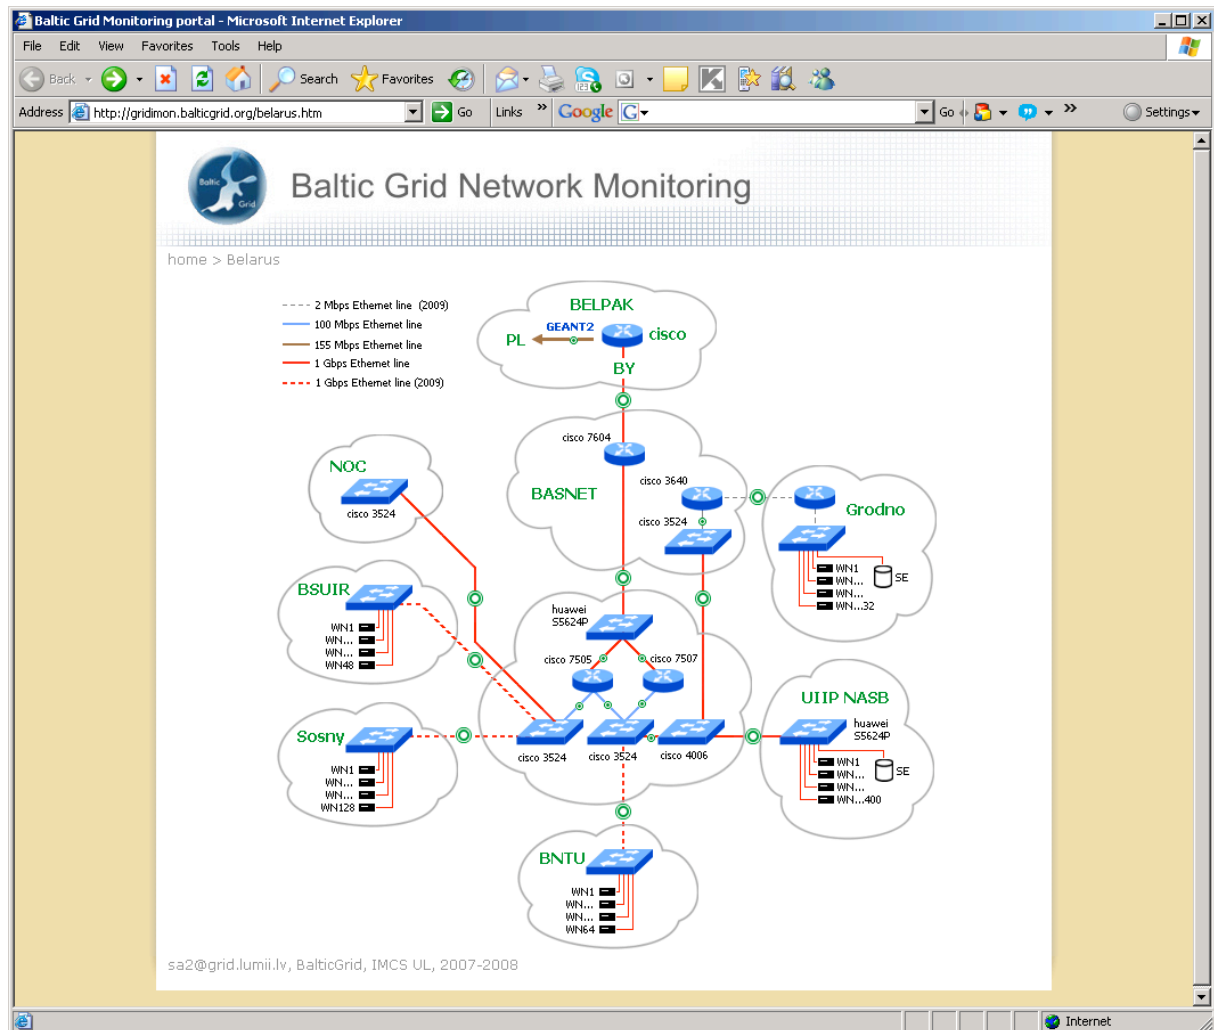 Baltic Grid Monitoring portal - Microsoft Internet Explorer
File Edit View Favorites Tools Help
Back Search Favorites
Address http://gridimon.balticgrid.org/belarus.htm Go Links » Google G Go » Settings
Baltic Grid
Baltic Grid Network Monitoring
home > Belarus
2 Mbps Ethernet line (2009)
100 Mbps Ethernet line
155 Mbps Ethernet line
1 Gbps Ethernet line
1 Gbps Ethernet line (2009)
BELPAK
GEANT2
PL
cisco
BY
cisco 7604
BASNET
cisco 3640
cisco 3524
NOC
cisco 3524
Grodno
WN1
WN...
WN...
WN...32
SE
BSUIR
WN1
WN...
WN...
WN48
huawei
S5624P
cisco 7505
cisco 7507
cisco 3524
cisco 3524
cisco 4006
Sosny
WN1
WN...
WN...
WN128
UIIP NASB
huawei
S5624P
WN1
WN...
WN...
WN...400
SE
BNTU
WN1
WN...
WN...
WN64
sa2@grid.lumii.lv, BalticGrid, IMCS UL, 2007-2008
Internet